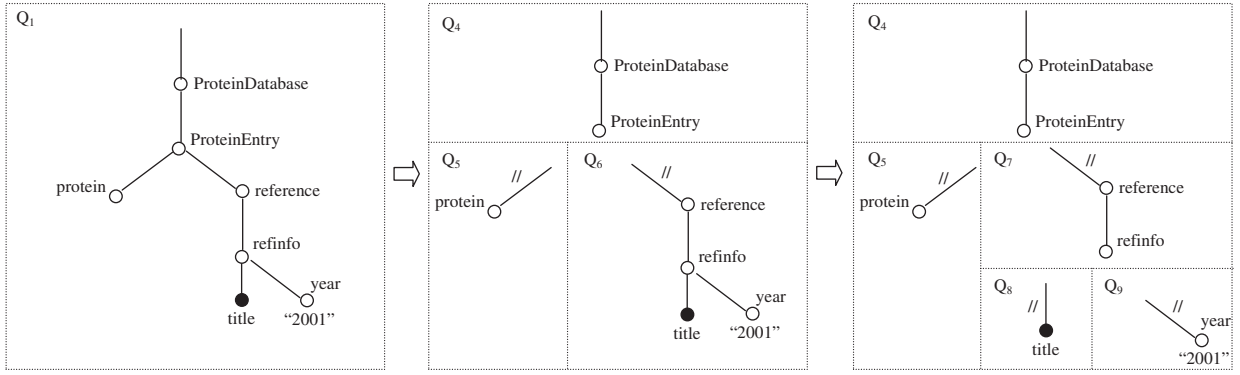 Q1
ProteinDatabase
ProteinEntry
protein
reference
refinfo
year
title
“2001”
Q4
ProteinDatabase
ProteinEntry
Q5
//
protein
Q6
//
reference
refinfo
year
title
“2001”
Q4
ProteinDatabase
ProteinEntry
Q5
//
protein
Q7
//
reference
refinfo
Q8
//
title
Q9
//
year
“2001”